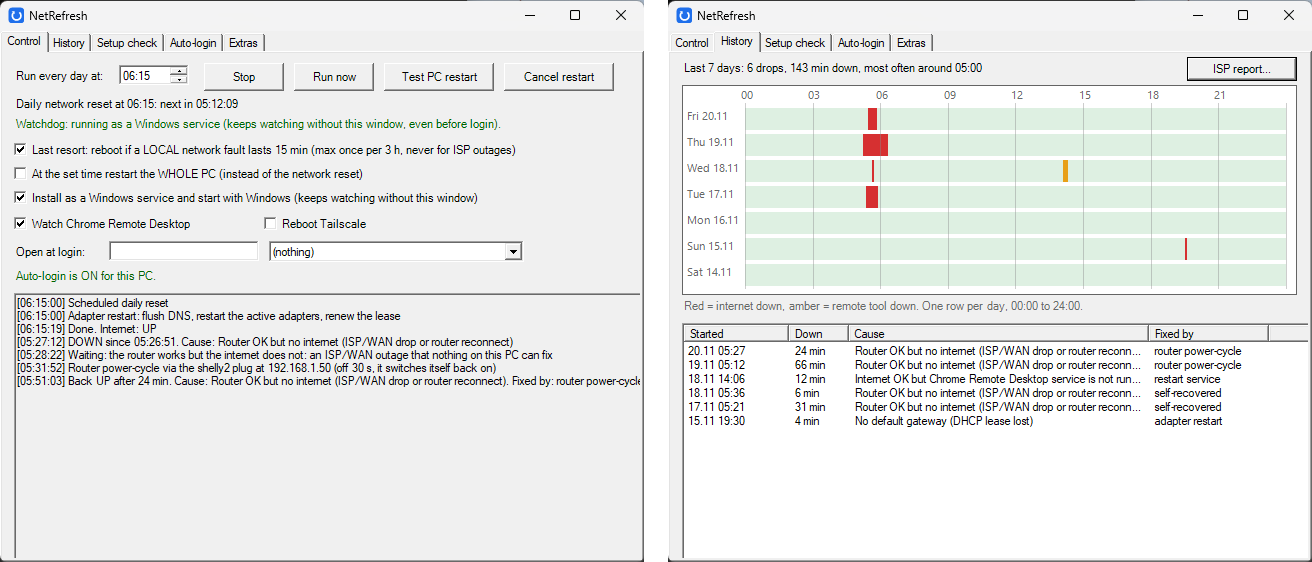 NetRefresh
Control History Setup check Auto-login Extras
Run every day at: 06:15 Stop Run now Test PC restart Cancel restart
Daily network reset at 06:15: next in 05:12:09
Watchdog: running as a Windows service (keeps watching without this window, even before login).
Last resort: reboot if a LOCAL network fault lasts 15 min (max once per 3 h, never for ISP outages)
At the set time restart the WHOLE PC (instead of the network reset)
Install as a Windows service and start with Windows (keeps watching without this window)
Watch Chrome Remote Desktop Reboot Tailscale
Open at login: (nothing)
Auto-login is ON for this PC.
[06:15:00] Scheduled daily reset
[06:15:00] Adapter restart: flush DNS, restart the active adapters, renew the lease
[06:15:19] Done. Internet: UP
[05:27:12] DOWN since 05:26:51. Cause: Router OK but no internet (ISP/WAN drop or router reconnect)
[05:28:22] Waiting: the router works but the internet does not: an ISP/WAN outage that nothing on this PC can fix
[05:31:52] Router power-cycle via the shelly2 plug at 192.168.1.50 (off 30 s, it switches itself back on)
[05:51:03] Back UP after 24 min. Cause: Router OK but no internet (ISP/WAN drop or router reconnect). Fixed by: router power-cycle
NetRefresh
Control History Setup check Auto-login Extras
Last 7 days: 6 drops, 143 min down, most often around 05:00 ISP report...
00 03 06 09 12 15 18 21
Fri 20.11
Thu 19.11
Wed 18.11
Tue 17.11
Mon 16.11
Sun 15.11
Sat 14.11
Red = internet down, amber = remote tool down. One row per day, 00:00 to 24:00.
Started Down Cause Fixed by
20.11 05:27 24 min Router OK but no internet (ISP/WAN drop or router reconn... router power-cycle
19.11 05:12 66 min Router OK but no internet (ISP/WAN drop or router reconn... router power-cycle
18.11 14:06 12 min Internet OK but Chrome Remote Desktop service is not run... restart service
18.11 05:36 6 min Router OK but no internet (ISP/WAN drop or router reconn... self-recovered
17.11 05:21 31 min Router OK but no internet (ISP/WAN drop or router reconn... self-recovered
15.11 19:30 4 min No default gateway (DHCP lease lost) adapter restart